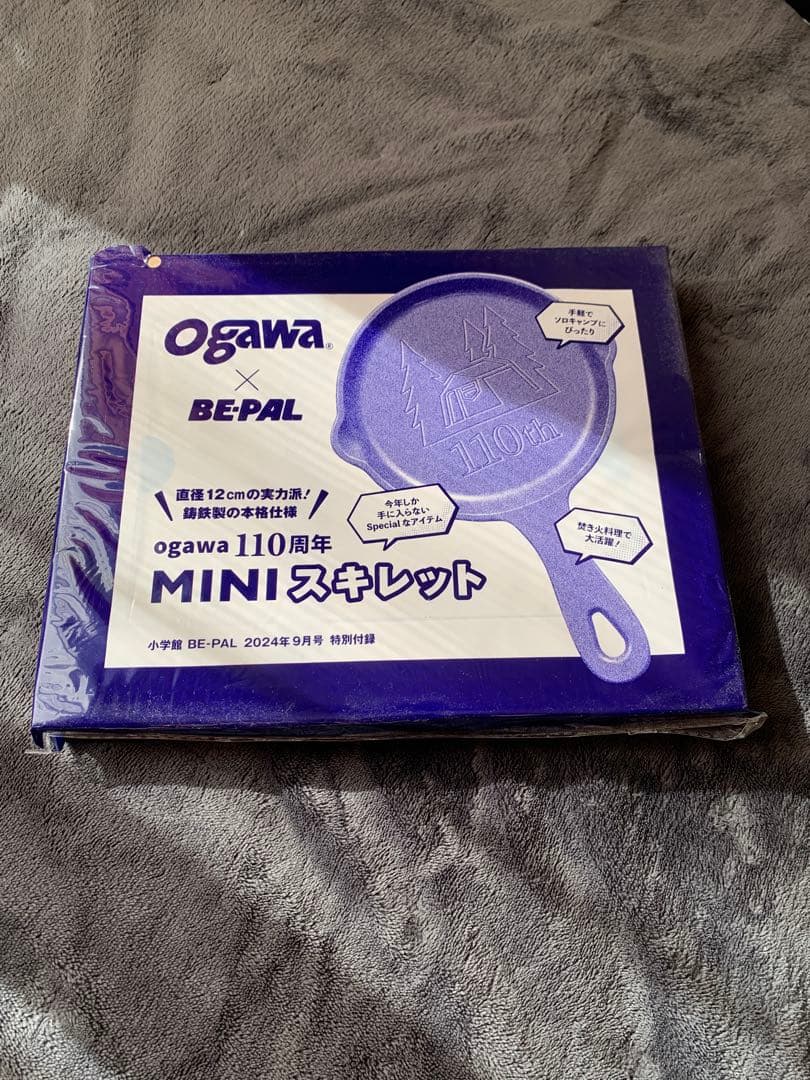 ogawa®
×
BE-PAL
手軽で
ソロキャンプに
ぴったり
110th
直径12cmの実力派!
鋳鉄製の本格仕様
今年しか
手に入らない
Specialなアイテム
焚き火料理で
大活躍!
ogawa 110周年
MINIスキレット
小学館 BE-PAL 2024年9月号 特別付録